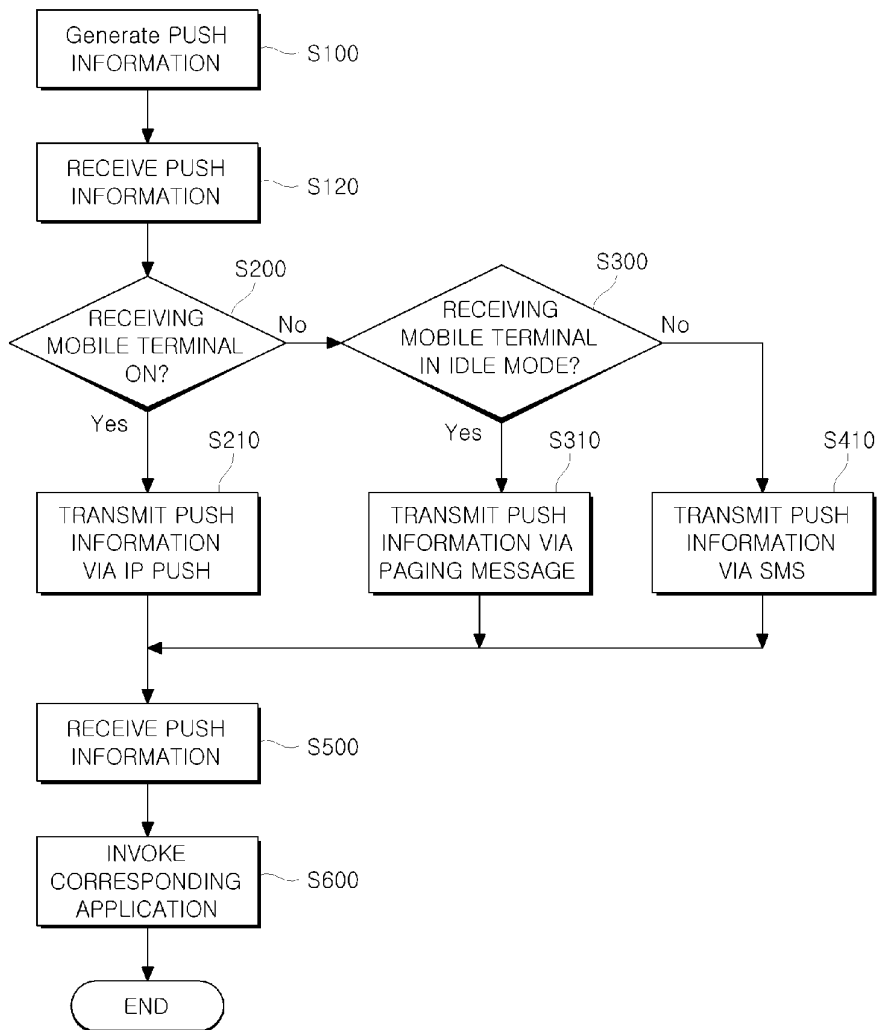 Generate PUSH
INFORMATION
S100
RECEIVE PUSH
INFORMATION
S120
S200
RECEIVING
MOBILE TERMINAL
ON?
No
Yes
S300
RECEIVING
MOBILE TERMINAL
IN IDLE MODE?
No
Yes
S210
TRANSMIT PUSH
INFORMATION
VIA IP PUSH
S310
TRANSMIT PUSH
INFORMATION VIA
PAGING MESSAGE
S410
TRANSMIT PUSH
INFORMATION
VIA SMS
RECEIVE PUSH
INFORMATION
S500
INVOKE
CORRESPONDING
APPLICATION
S600
END